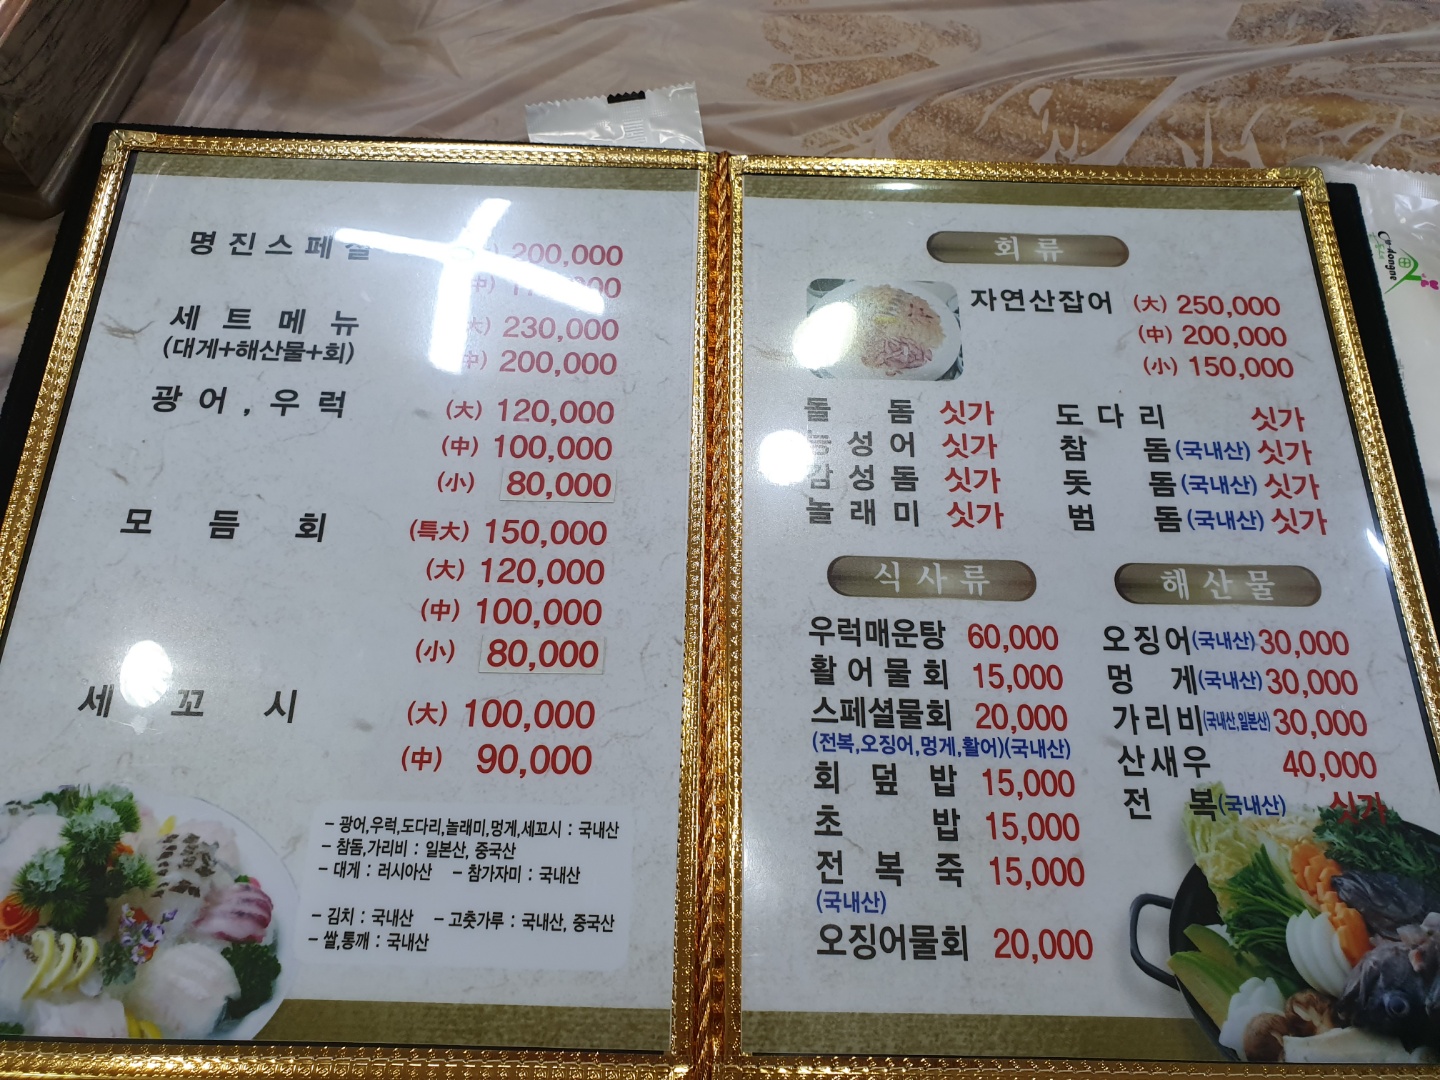 명진스페셜 200,000
(中)
세트메뉴 (大) 230,000
(대게+해산물+회) (中) 200,000
광어,우럭 (大) 120,000
(中) 100,000
(小) 80,000
모듬회 (特大) 150,000
(大) 120,000
(中) 100,000
(小) 80,000
세꼬시 (大) 100,000
(中) 90,000
- 광어,우럭,도다리,놀래미,멍게,세꼬시 : 국내산
- 참돔,가리비 : 일본산, 중국산
- 대게 : 러시아산 - 참가자미 : 국내산
- 김치 : 국내산 - 고춧가루 : 국내산, 중국산
- 쌀,통깨 : 국내산
회류
자연산잡어 (大) 250,000
(中) 200,000
(小) 150,000
돌돔 싯가
능성어 싯가
감성돔 싯가
놀래미 싯가
도다리 싯가
참돔(국내산) 싯가
돗돔(국내산) 싯가
범돔(국내산) 싯가
식사류
우럭매운탕 60,000
활어물회 15,000
스페셜물회 20,000
(전복,오징어,멍게,활어)(국내산)
회덮밥 15,000
초밥 15,000
전복죽 15,000
(국내산)
오징어물회 20,000
해산물
오징어(국내산) 30,000
멍게(국내산) 30,000
가리비(국내산,일본산) 30,000
산새우 40,000
전복(국내산) 싯가